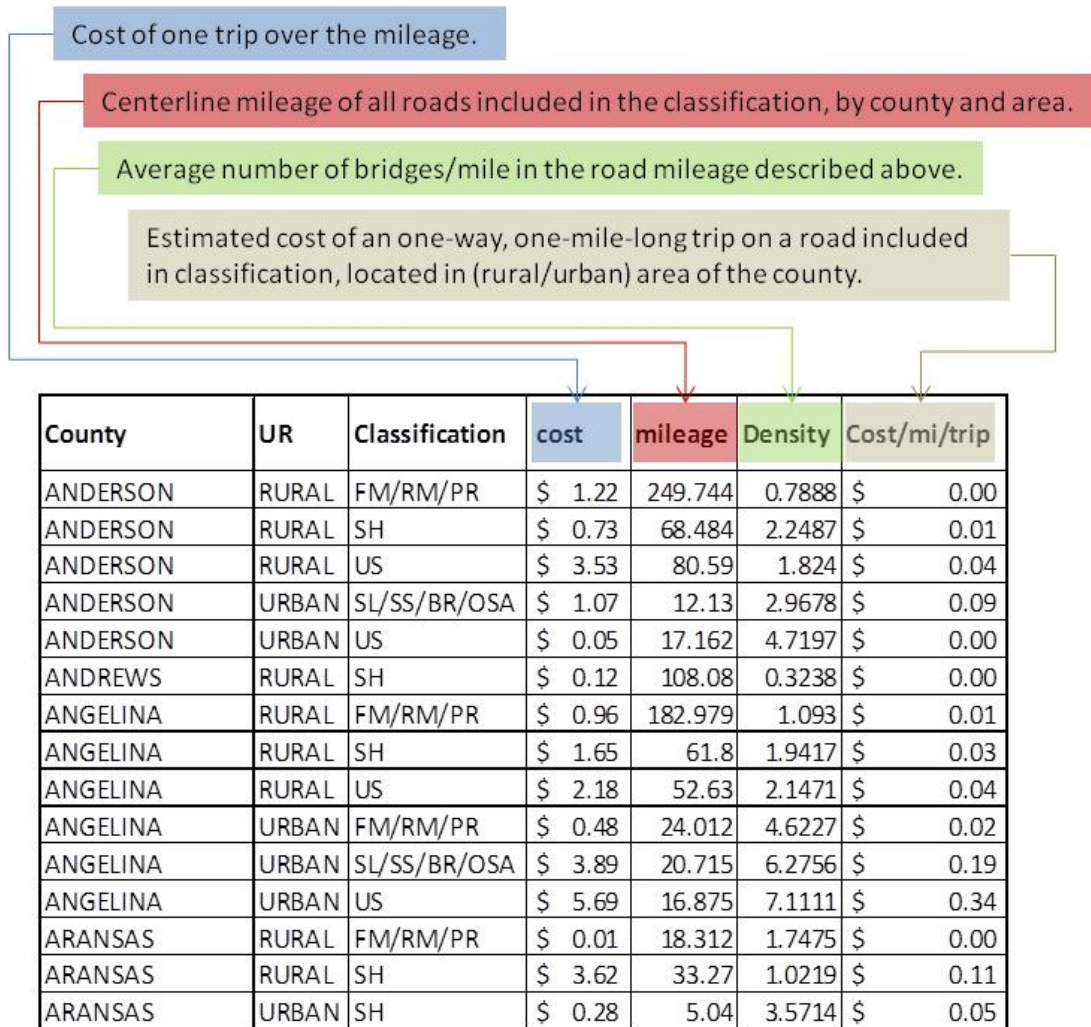 Cost of one trip over the mileage.
Centerline mileage of all roads included in the classification, by county and area.
Average number of bridges/mile in the road mileage described above.
Estimated cost of an one-way, one-mile-long trip on a road included
in classification, located in (rural/urban) area of the county.
County UR Classification cost mileage Density Cost/mi/trip
ANDERSON RURAL FM/RM/PR $ 1.22 249.744 0.7888 $ 0.00
ANDERSON RURAL SH $ 0.73 68.484 2.2487 $ 0.01
ANDERSON RURAL US $ 3.53 80.59 1.824 $ 0.04
ANDERSON URBAN SL/SS/BR/OSA $ 1.07 12.13 2.9678 $ 0.09
ANDERSON URBAN US $ 0.05 17.162 4.7197 $ 0.00
ANDREWS RURAL SH $ 0.12 108.08 0.3238 $ 0.00
ANGELINA RURAL FM/RM/PR $ 0.96 182.979 1.093 $ 0.01
ANGELINA RURAL SH $ 1.65 61.8 1.9417 $ 0.03
ANGELINA RURAL US $ 2.18 52.63 2.1471 $ 0.04
ANGELINA URBAN FM/RM/PR $ 0.48 24.012 4.6227 $ 0.02
ANGELINA URBAN SL/SS/BR/OSA $ 3.89 20.715 6.2756 $ 0.19
ANGELINA URBAN US $ 5.69 16.875 7.1111 $ 0.34
ARANSAS RURAL FM/RM/PR $ 0.01 18.312 1.7475 $ 0.00
ARANSAS RURAL SH $ 3.62 33.27 1.0219 $ 0.11
ARANSAS URBAN SH $ 0.28 5.04 3.5714 $ 0.05